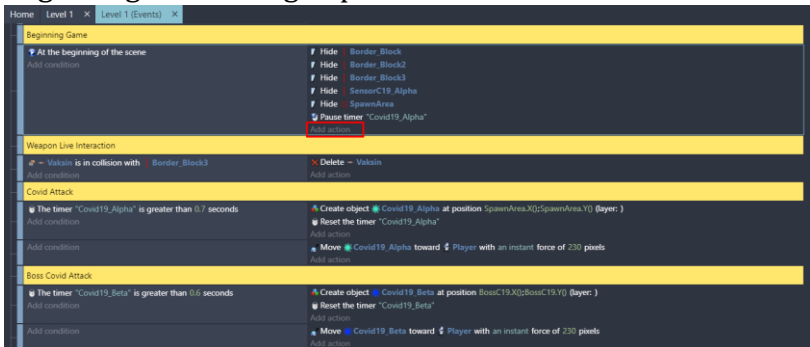 Home Level 1 × Level 1 (Events) ×
Beginning Game
At the beginning of the scene
Add condition
Hide Border_Block
Hide Border_Block2
Hide Border_Block3
Hide SensorC19_Alpha
Hide SpawnArea
Pause timer "Covid19_Alpha"
Add action
Weapon Live Interaction
Vaksin is in collision with Border_Block3
Add condition
Delete Vaksin
Add action
Covid Attack
The timer "Covid19_Alpha" is greater than 0.7 seconds
Add condition
Create object Covid19_Alpha at position SpawnArea.X();SpawnArea.Y() (layer: )
Reset the timer "Covid19_Alpha"
Add action
Add condition
Move Covid19_Alpha toward Player with an instant force of 230 pixels
Add action
Boss Covid Attack
The timer "Covid19_Beta" is greater than 0.6 seconds
Add condition
Create object Covid19_Beta at position BossC19.X();BossC19.Y() (layer: )
Reset the timer "Covid19_Beta"
Add action
Add condition
Move Covid19_Beta toward Player with an instant force of 230 pixels
Add action